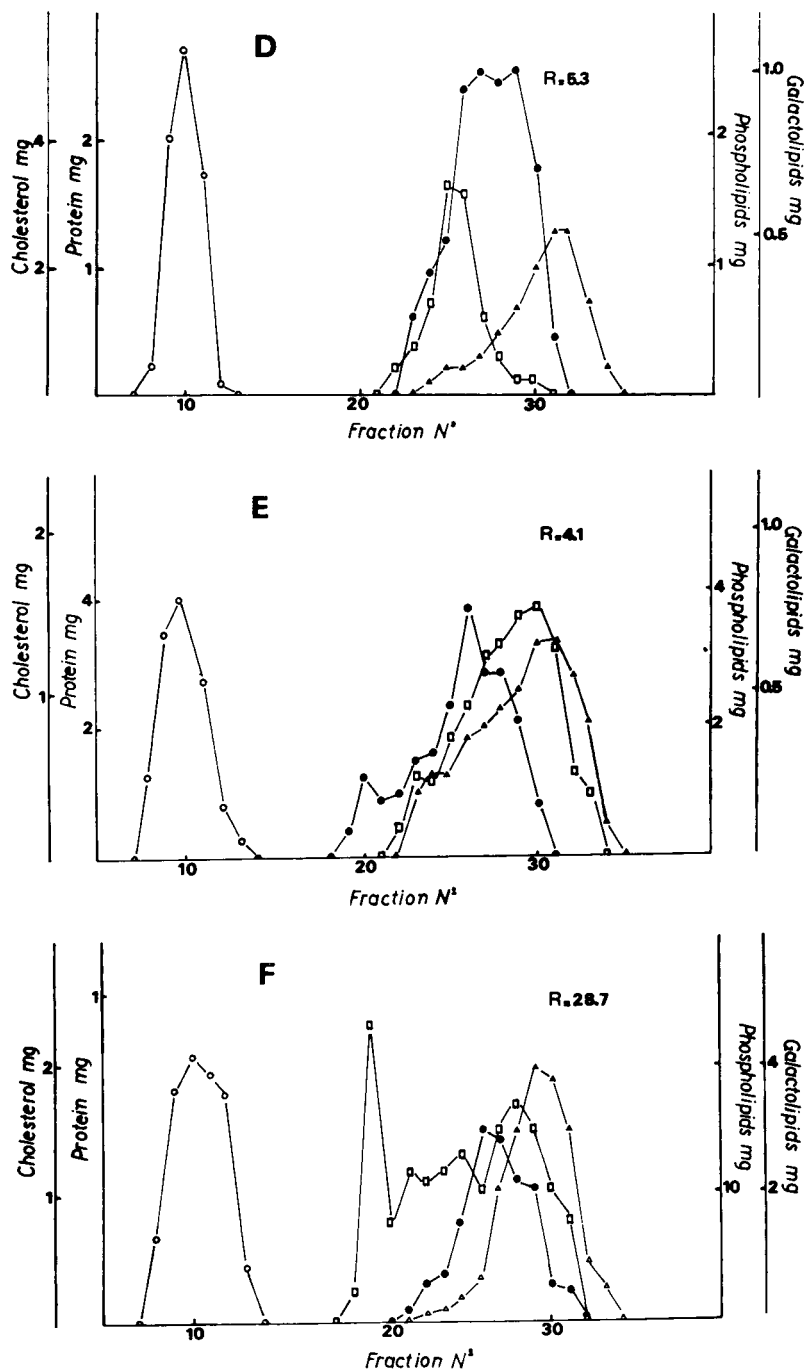 D
R=5.3
Cholesterol mg
4
2
Protein mg
2
1
Phospholipids mg
2
1
Galactolipids mg
1.0
0.5
10
20
30
Fraction N°
E
R=4.1
Cholesterol mg
2
1
Protein mg
4
2
Phospholipids mg
4
2
Galactolipids mg
1.0
0.5
10
20
30
Fraction N°
F
R=28.7
Cholesterol mg
2
1
Protein mg
1
Phospholipids mg
10
Galactolipids mg
4
2
10
20
30
Fraction N°